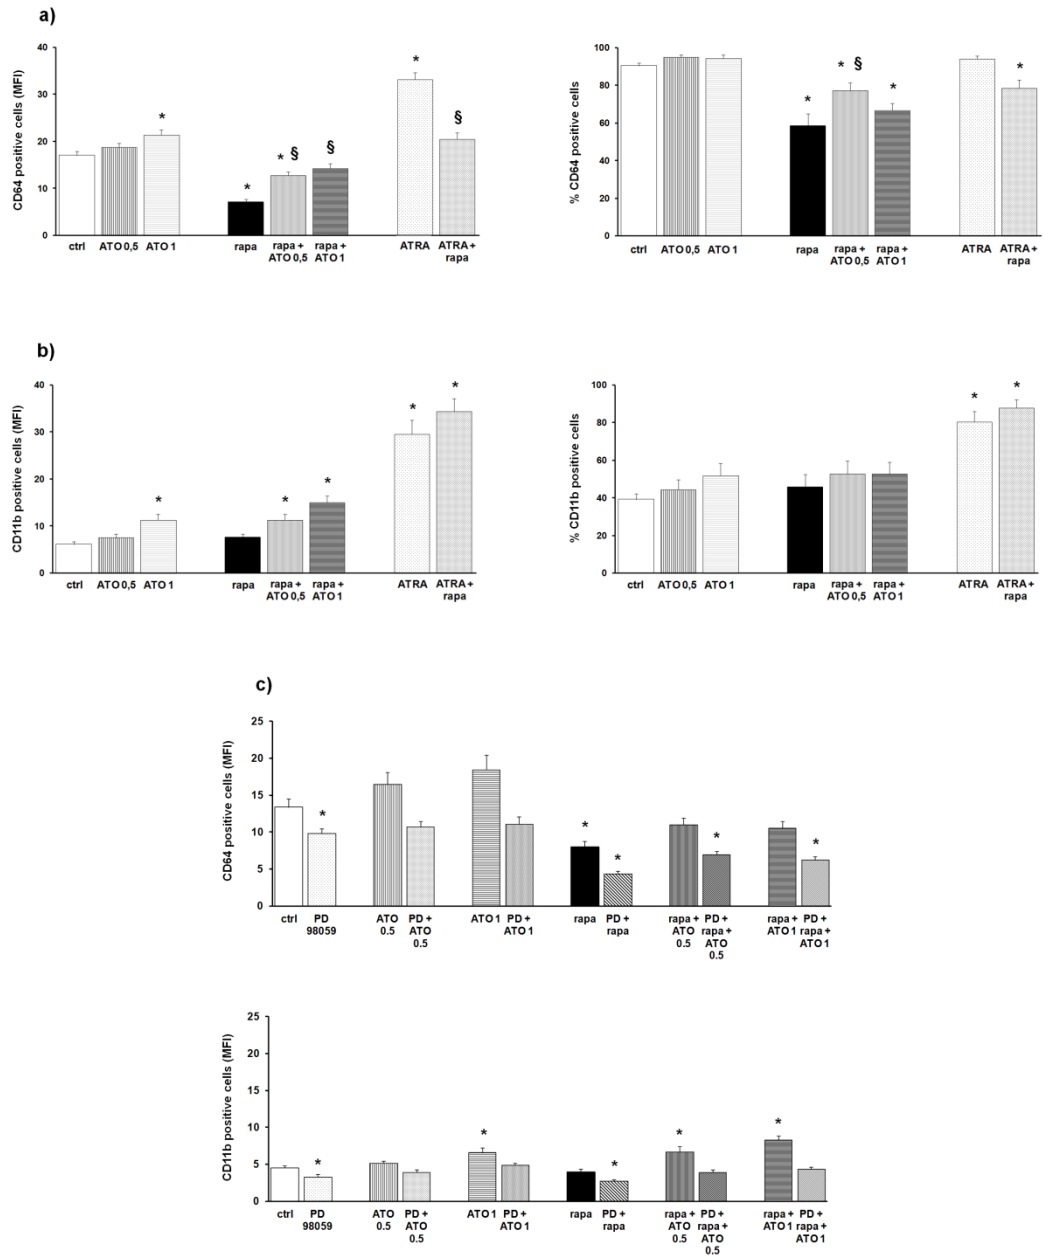 a)
CD64 positive cells (MFI)
40
30
20
10
0
*
*
* §
§
*
§
ctrl ATO 0,5 ATO 1 rapa rapa + ATRA ATRA +
ATO 0,5 rapa
rapa +
ATO 1
% CD64 positive cells
100
80
60
40
20
0
*
* §
*
*
ctrl ATO 0,5 ATO 1 rapa rapa + rapa + ATRA ATRA +
ATO 0,5 ATO 1 rapa
b)
CD11b positive cells (MFI)
40
30
20
10
0
*
*
*
*
*
ctrl ATO 0,5 ATO 1 rapa rapa + rapa + ATRA ATRA +
ATO 0,5 ATO 1 rapa
% CD11b positive cells
100
80
60
40
20
0
*
*
ctrl ATO 0,5 ATO 1 rapa rapa + rapa + ATRA ATRA +
ATO 0,5 ATO 1 rapa
c)
CD64 positive cells (MFI)
25
20
15
10
5
0
*
*
*
*
*
ctrl PD ATO PD + ATO 1 PD + rapa PD + rapa + PD + rapa + PD +
98059 0.5 ATO ATO 1 rapa ATO rapa + ATO 1 rapa +
0.5 0.5 ATO ATO 1
0.5
CD11b positive cells (MFI)
25
20
15
10
5
0
*
*
*
*
*
ctrl PD ATO PD + ATO 1 PD + rapa PD + rapa + PD + rapa + PD +
98059 0.5 ATO ATO 1 rapa ATO rapa + ATO 1 rapa +
0.5 0.5 ATO ATO 1
0.5